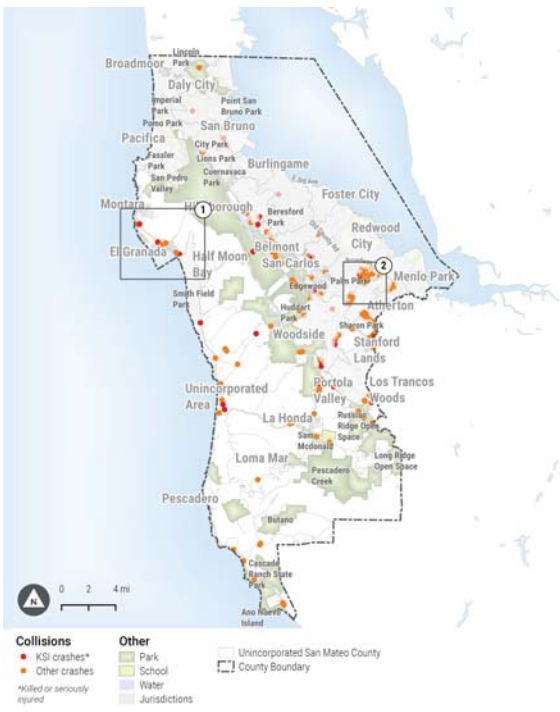 Lincoln
Park
Broadmoor
Daly City
Imperial
Park
Point San
Bruno Park
Pomo Park
San Bruno
Pacifica
City Park
Lions Park
Fassler
Park
Burlingame
Cuernavaca
Park
San Pedro
Valley
E 3rd Ave
Foster City
Montara
1
Hillsborough
Beresford
Park
Old County Rd
Redwood
City
El Granada
Half Moon
Bay
Belmont
San Carlos
2
Menlo Park
Palm Park
Edgewood
Smith Field
Park
Atherton
Huddart
Park
Sharon Park
Woodside
Stanford
Lands
Unincorporated
Area
Portola
Valley
Los Trancos
Woods
La Honda
Russian
Ridge Open
Space
Sam
Mcdonald
Long Ridge
Open Space
Loma Mar
Pescadero
Creek
Pescadero
Butano
Cascade
Ranch State
Park
Ano Nuevo
Island
N
0 2 4 mi
Collisions
KSI crashes*
Other crashes
*Killed or seriously
injured
Other
Park
School
Water
Jurisdictions
Unincorporated San Mateo County
County Boundary